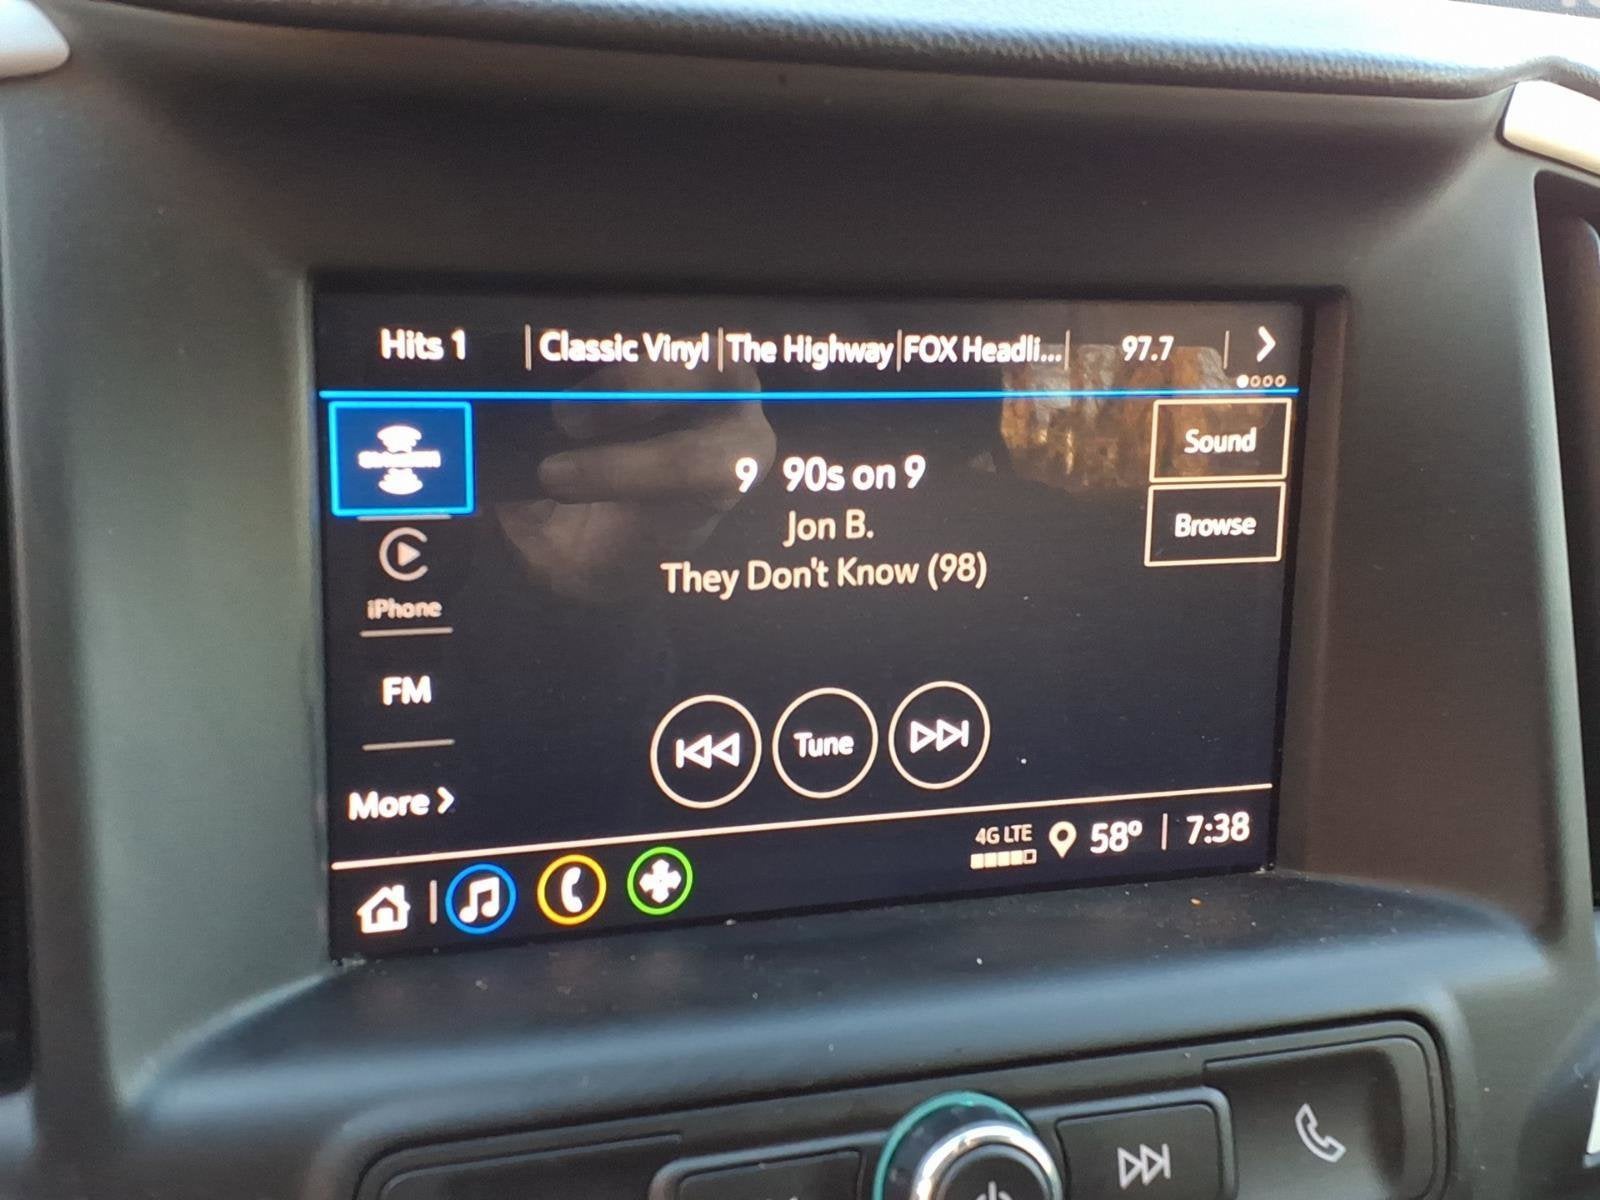 Hits 1 Classic Vinyl The Highway FOX Headli... 97.7
9 90s on 9
Jon B.
They Don't Know (98)
Sound
Browse
iPhone
FM
More
Tune
4G LTE 58° 7:38